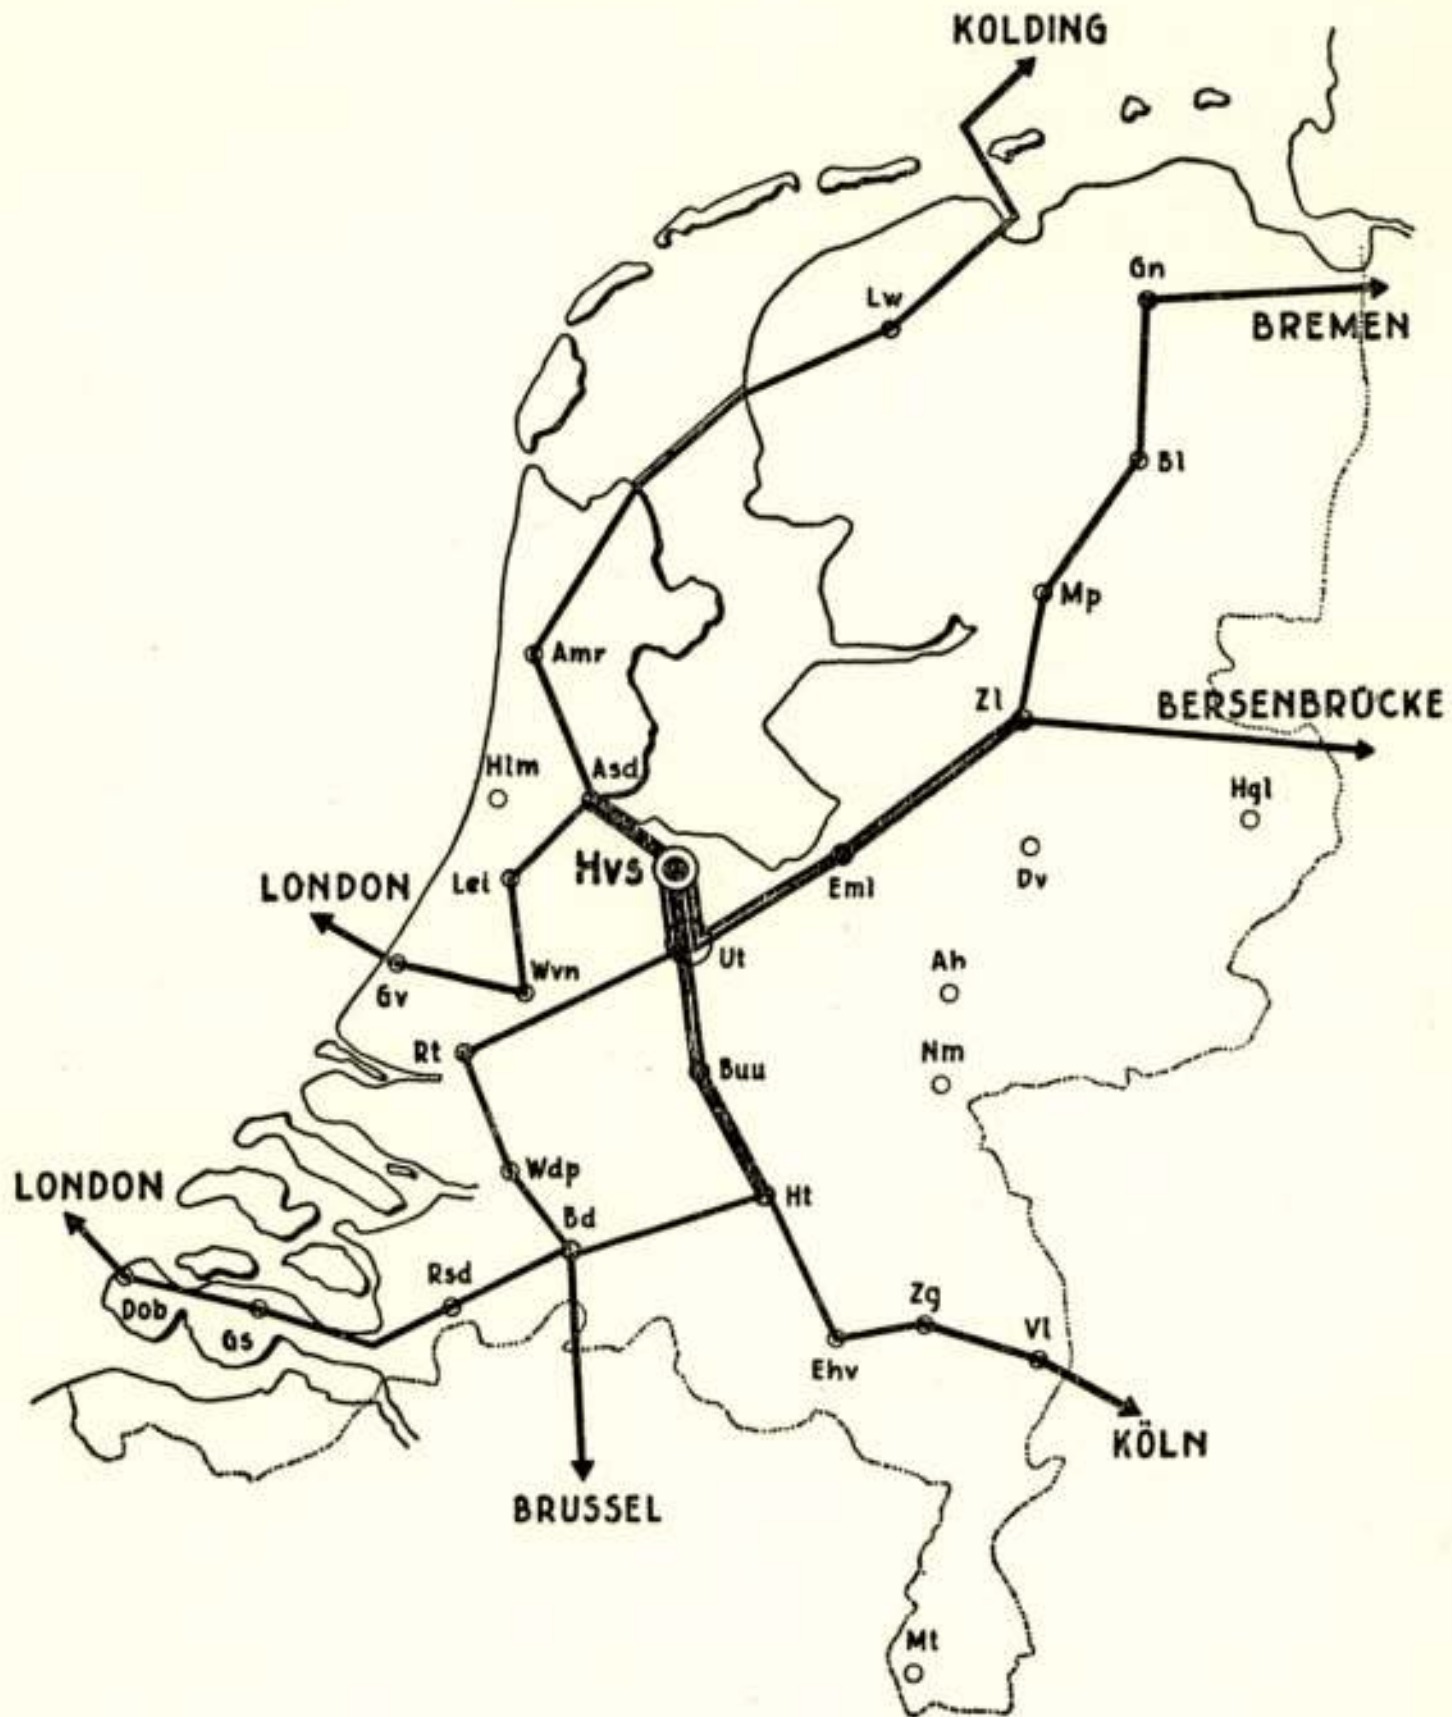 KOLDING
Gn
Lw
BREMEN
Bl
Mp
Amr
Zl
BERSENBRÜCKE
Hlm
Asd
Hgl
Hvs
Lei
Eml
Dv
LONDON
Ut
Ah
Wvn
Gv
Rt
Nm
Buu
Wdp
LONDON
Ht
Bd
Rsd
Zg
Dob
Gs
Vl
Ehv
KÖLN
BRUSSEL
Mt